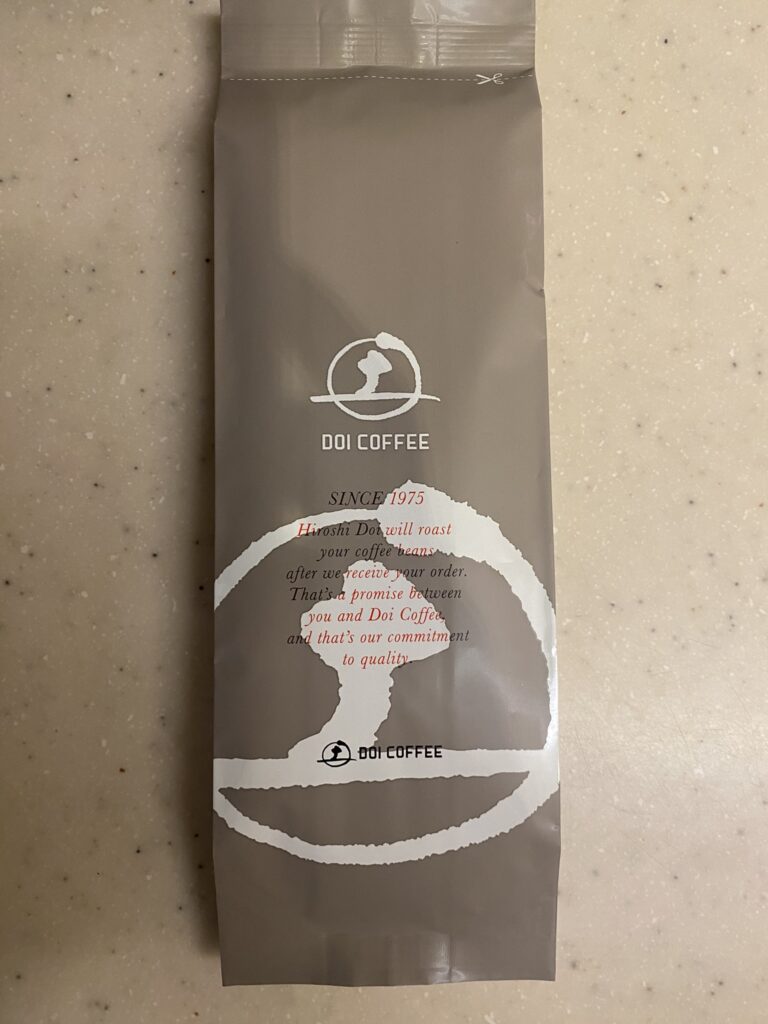 DOI COFFEE
SINCE 1975
Hiroshi Doi will roast
your coffee beans
after we receive your order.
That's a promise between
you and Doi Coffee,
and that's our commitment
to quality.
DOI COFFEE